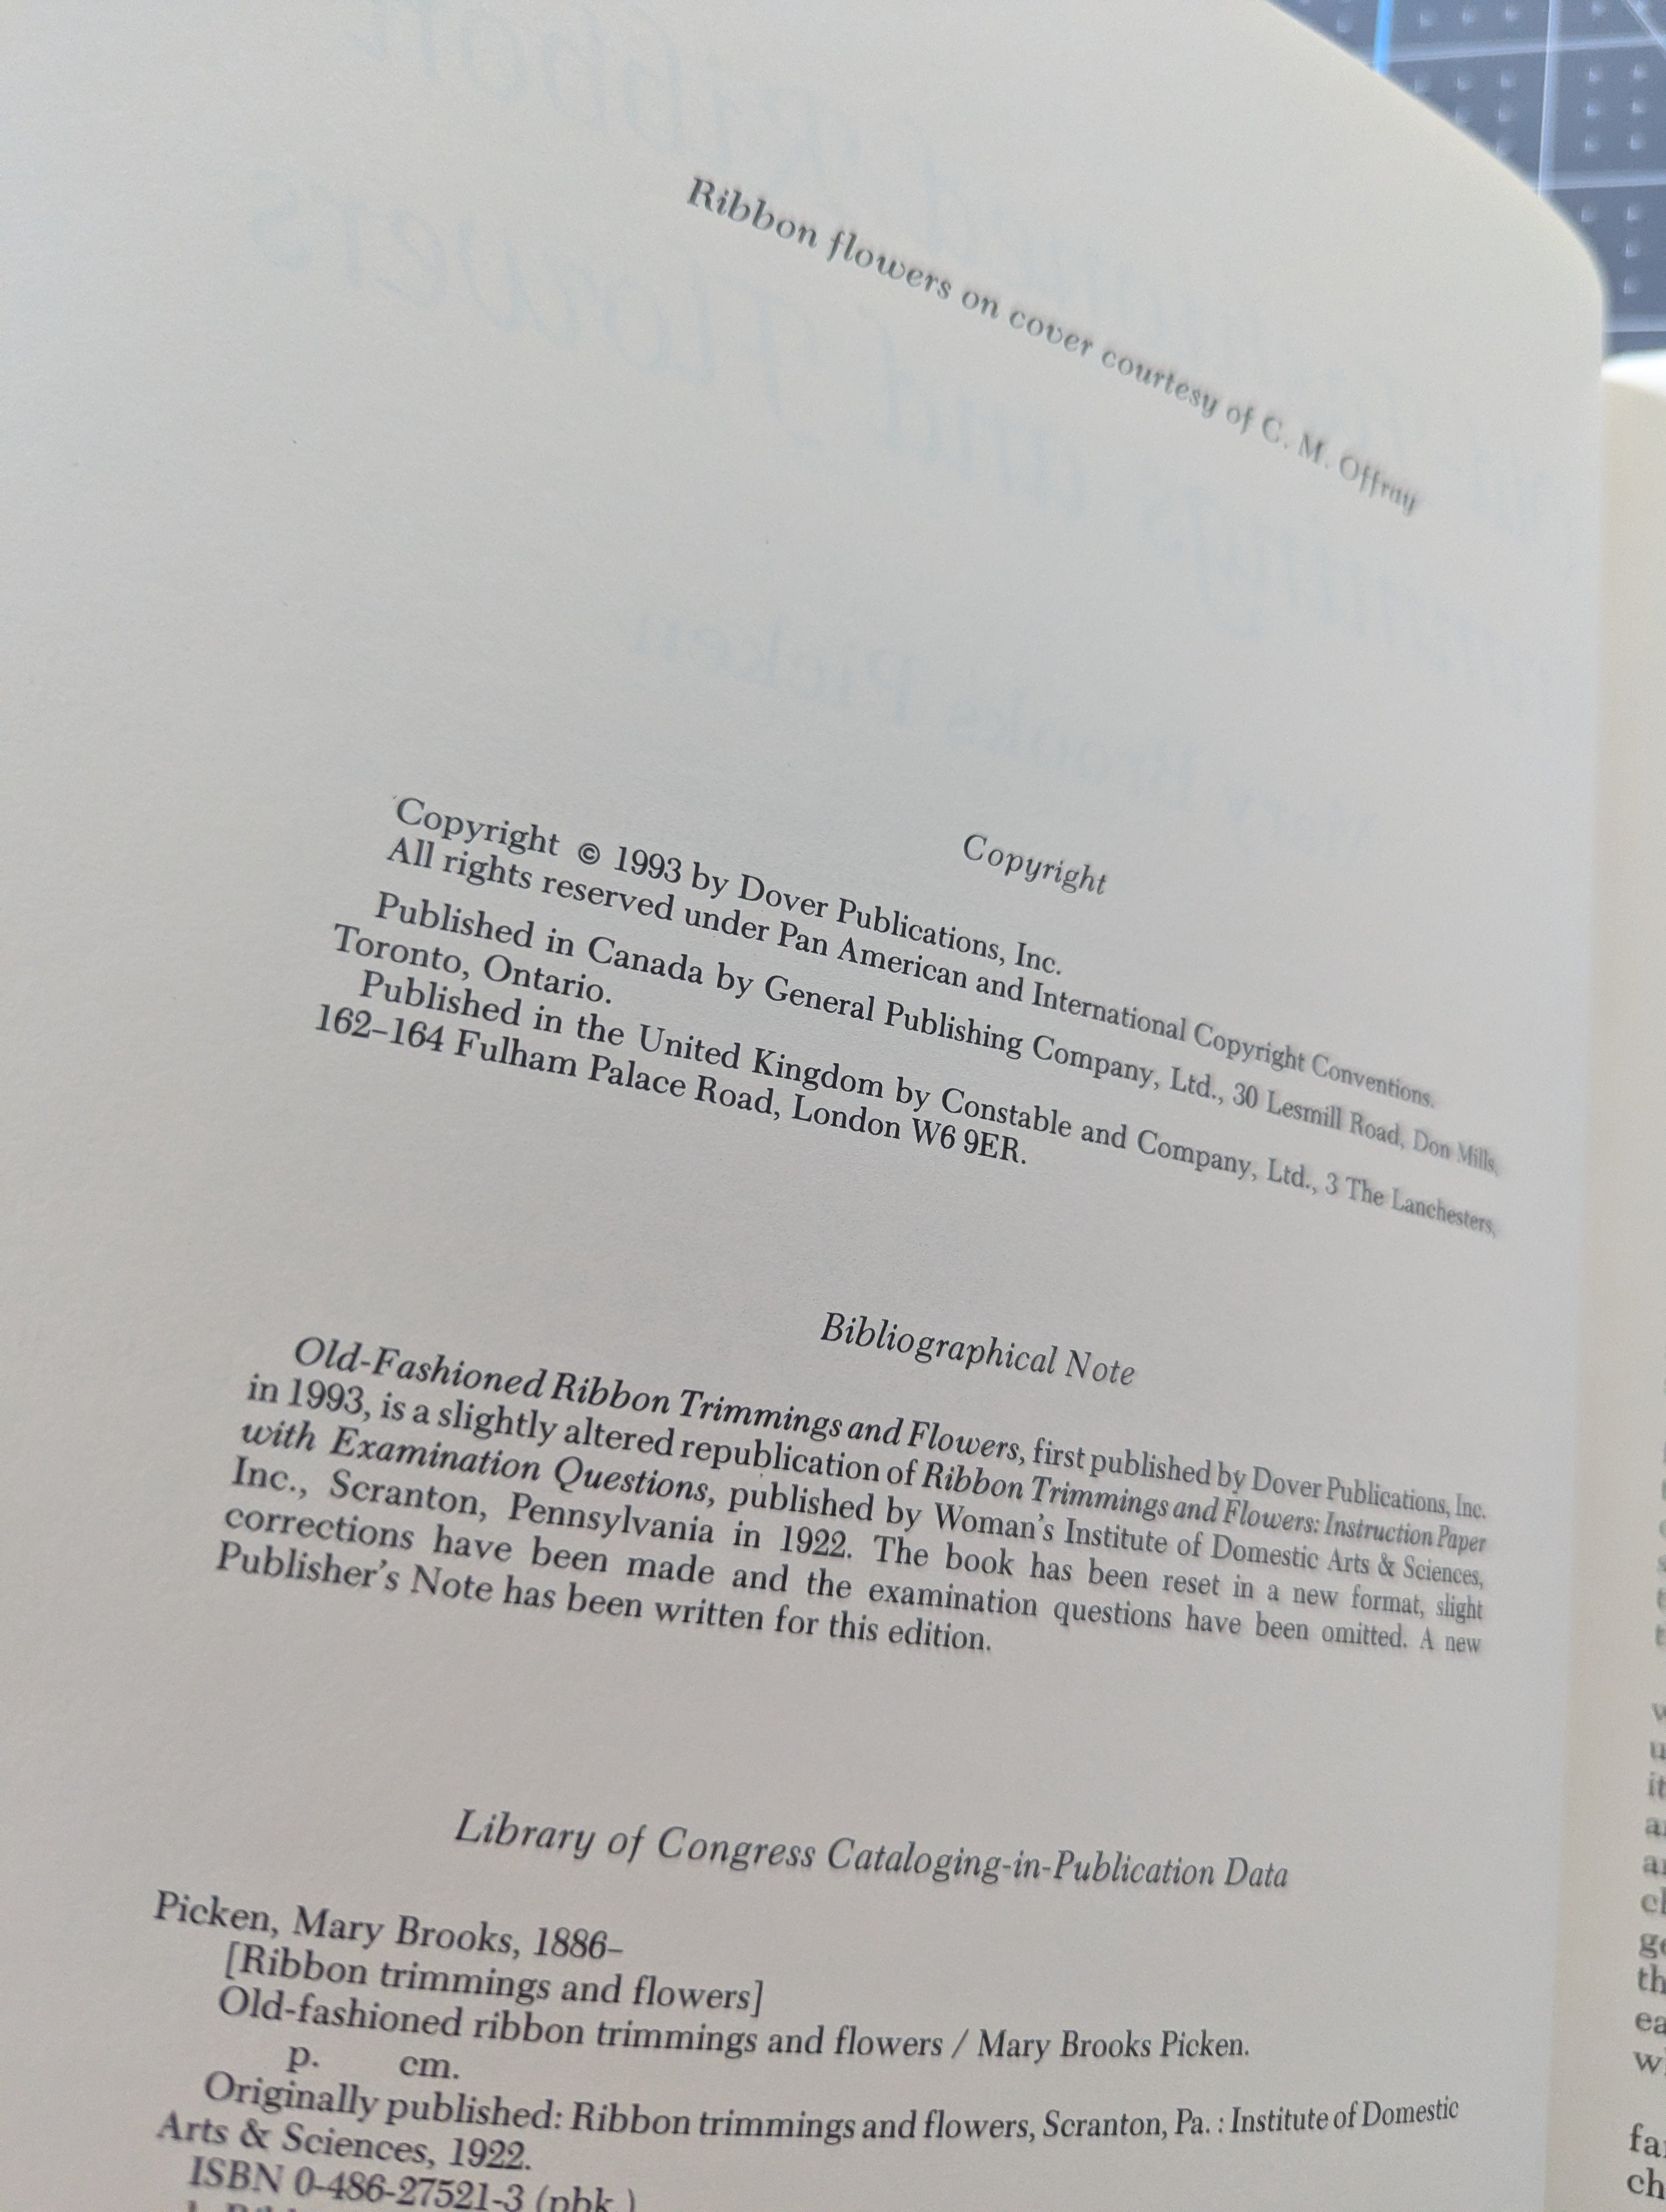 Ribbon flowers on cover courtesy of C. M. Offray
Copyright
Copyright © 1993 by Dover Publications, Inc.
All rights reserved under Pan American and International Copyright Conventions.
Published in Canada by General Publishing Company, Ltd., 30 Lesmill Road, Don Mills,
Toronto, Ontario.
Published in the United Kingdom by Constable and Company, Ltd., 3 The Lanchesters,
162–164 Fulham Palace Road, London W6 9ER.
Bibliographical Note
Old-Fashioned Ribbon Trimmings and Flowers, first published by Dover Publications, Inc.
in 1993, is a slightly altered republication of Ribbon Trimmings and Flowers: Instruction Paper
with Examination Questions, published by Woman's Institute of Domestic Arts & Sciences,
Inc., Scranton, Pennsylvania in 1922. The book has been reset in a new format, slight
corrections have been made and the examination questions have been omitted. A new
Publisher's Note has been written for this edition.
Library of Congress Cataloging-in-Publication Data
Picken, Mary Brooks, 1886–
[Ribbon trimmings and flowers]
Old-fashioned ribbon trimmings and flowers / Mary Brooks Picken.
p. cm.
Originally published: Ribbon trimmings and flowers, Scranton, Pa. : Institute of Domestic
Arts & Sciences, 1922.
ISBN 0-486-27521-3 (pbk.)